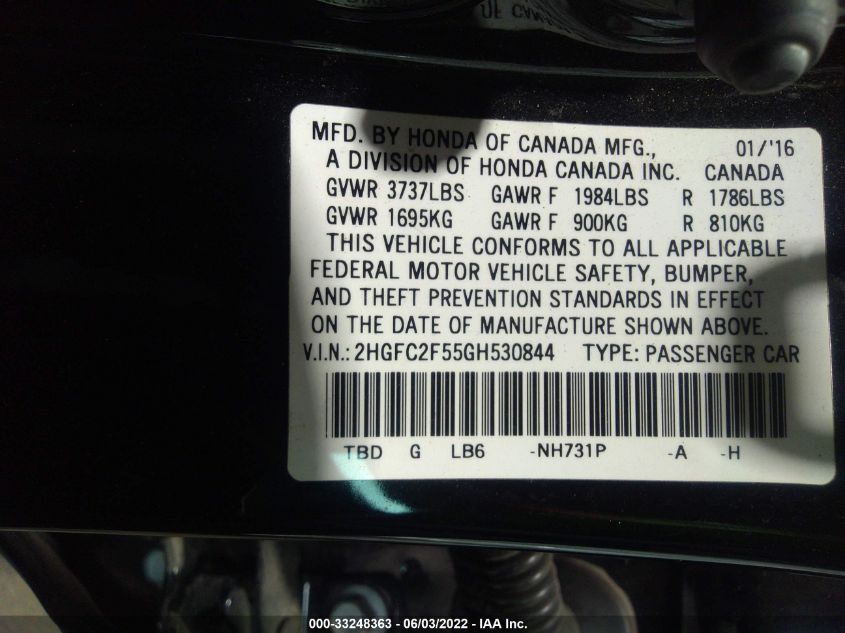 MFD. BY HONDA OF CANADA MFG., 01/'16
A DIVISION OF HONDA CANADA INC. CANADA
GVWR 3737LBS GAWR F 1984LBS R 1786LBS
GVWR 1695KG GAWR F 900KG R 810KG
THIS VEHICLE CONFORMS TO ALL APPLICABLE
FEDERAL MOTOR VEHICLE SAFETY, BUMPER,
AND THEFT PREVENTION STANDARDS IN EFFECT
ON THE DATE OF MANUFACTURE SHOWN ABOVE.
V.I.N.: 2HGFC2F55GH530844 TYPE: PASSENGER CAR
TBD G LB6 -NH731P -A -H
000-33248363 - 06/03/2022 - IAA Inc.